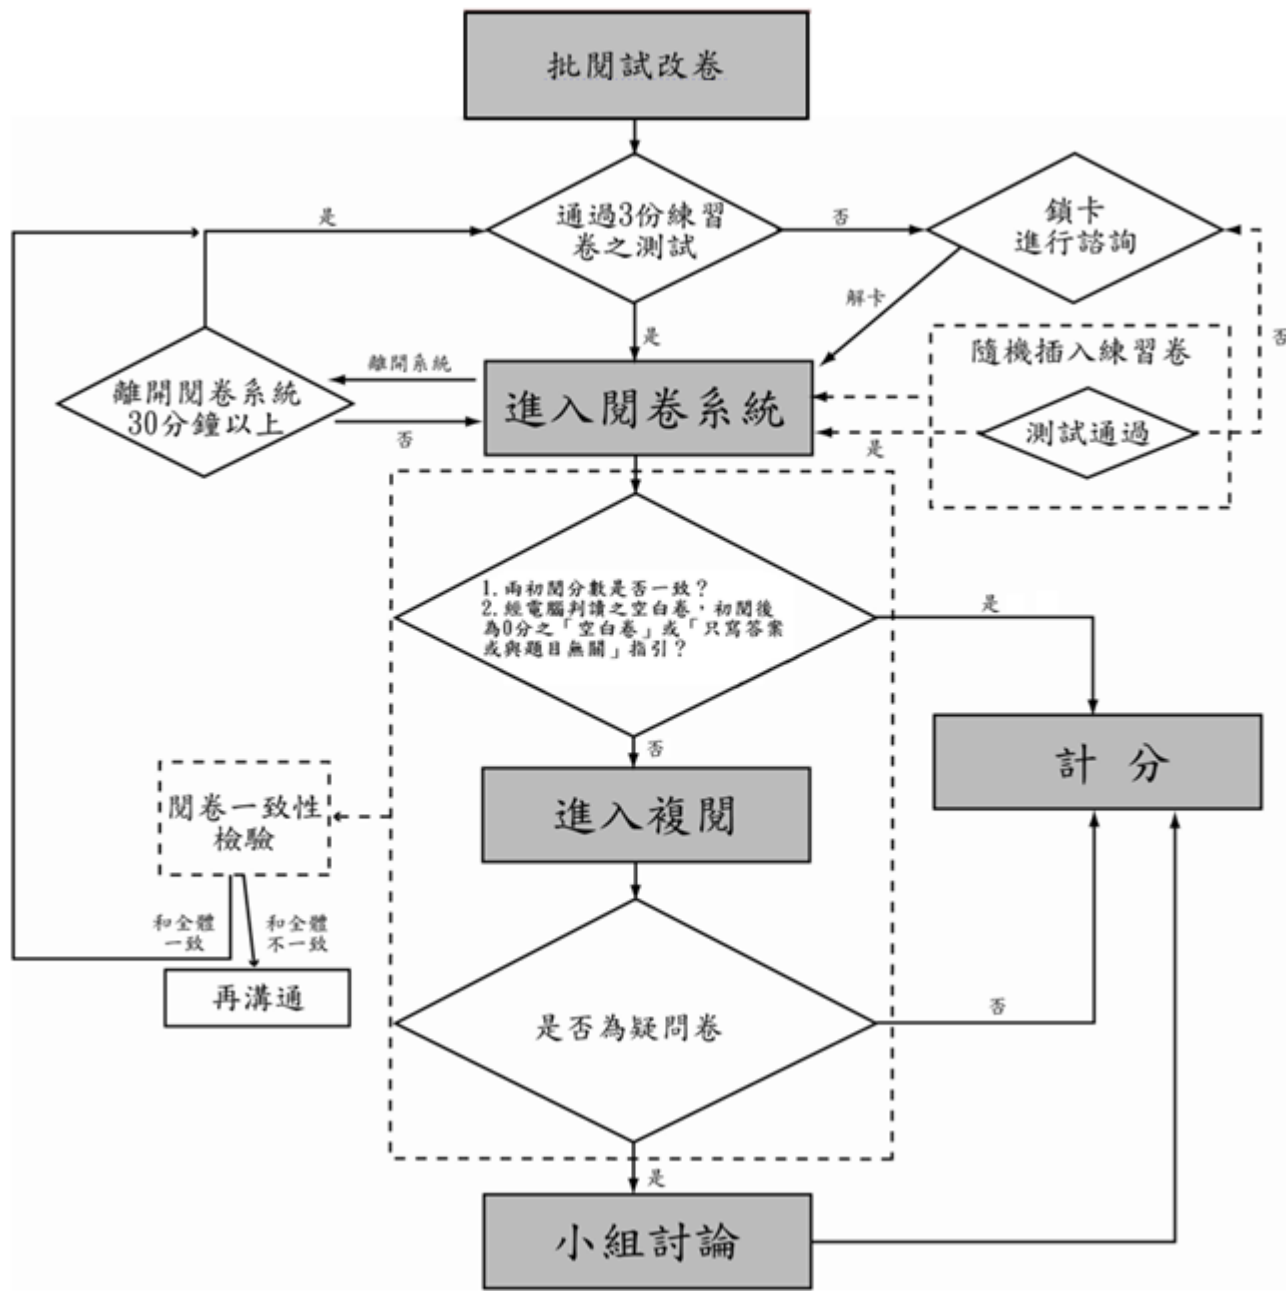 批閱試改卷
是
通過3份練習
卷之測試
否
鎖卡
進行諮詢
解卡
是
否
離開系統
隨機插入練習卷
離開閱卷系統
30分鐘以上
進入閱卷系統
測試通過
否
是
1.兩初閱分數是否一致？
2.經電腦判讀之空白卷，初閱後
為0分之「空白卷」或「只寫答案
或與題目無關」指引？
是
否
計 分
閱卷一致性
檢驗
進入複閱
和全體
一致
和全體
不一致
再溝通
是否為疑問卷
否
是
小組討論